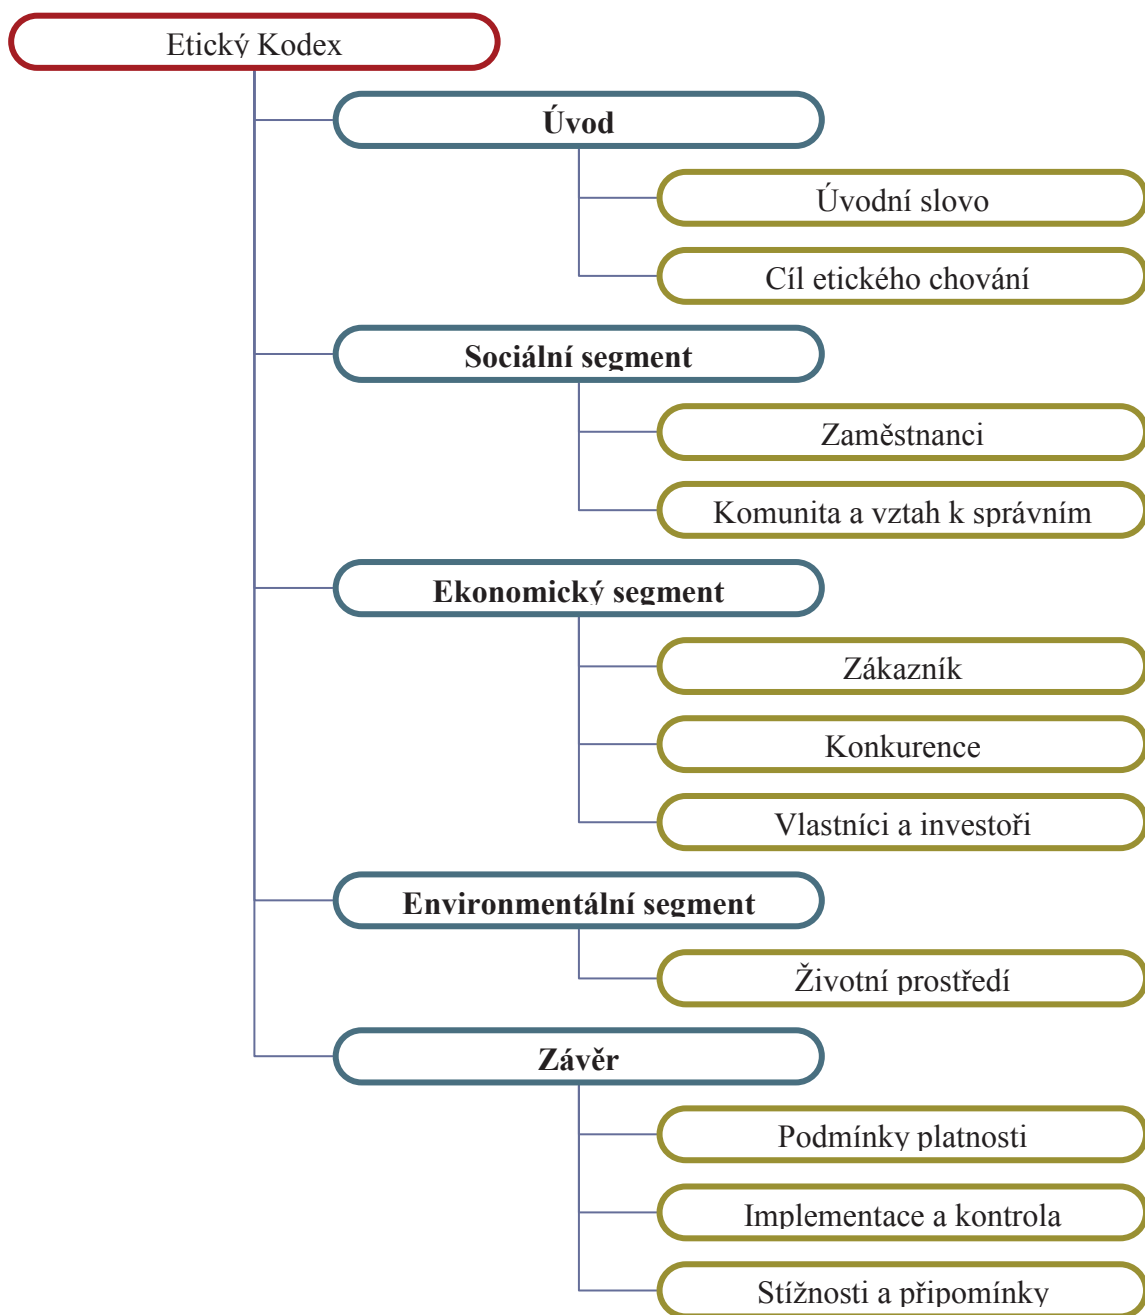 Etický Kodex
Úvod
Úvodní slovo
Cíl etického chování
Sociální segment
Zaměstnanci
Komunita a vztah k správním
Ekonomický segment
Zákazník
Konkurence
Vlastníci a investoři
Environmentální segment
Životní prostředí
Závěr
Podmínky platnosti
Implementace a kontrola
Stížnosti a připomínky